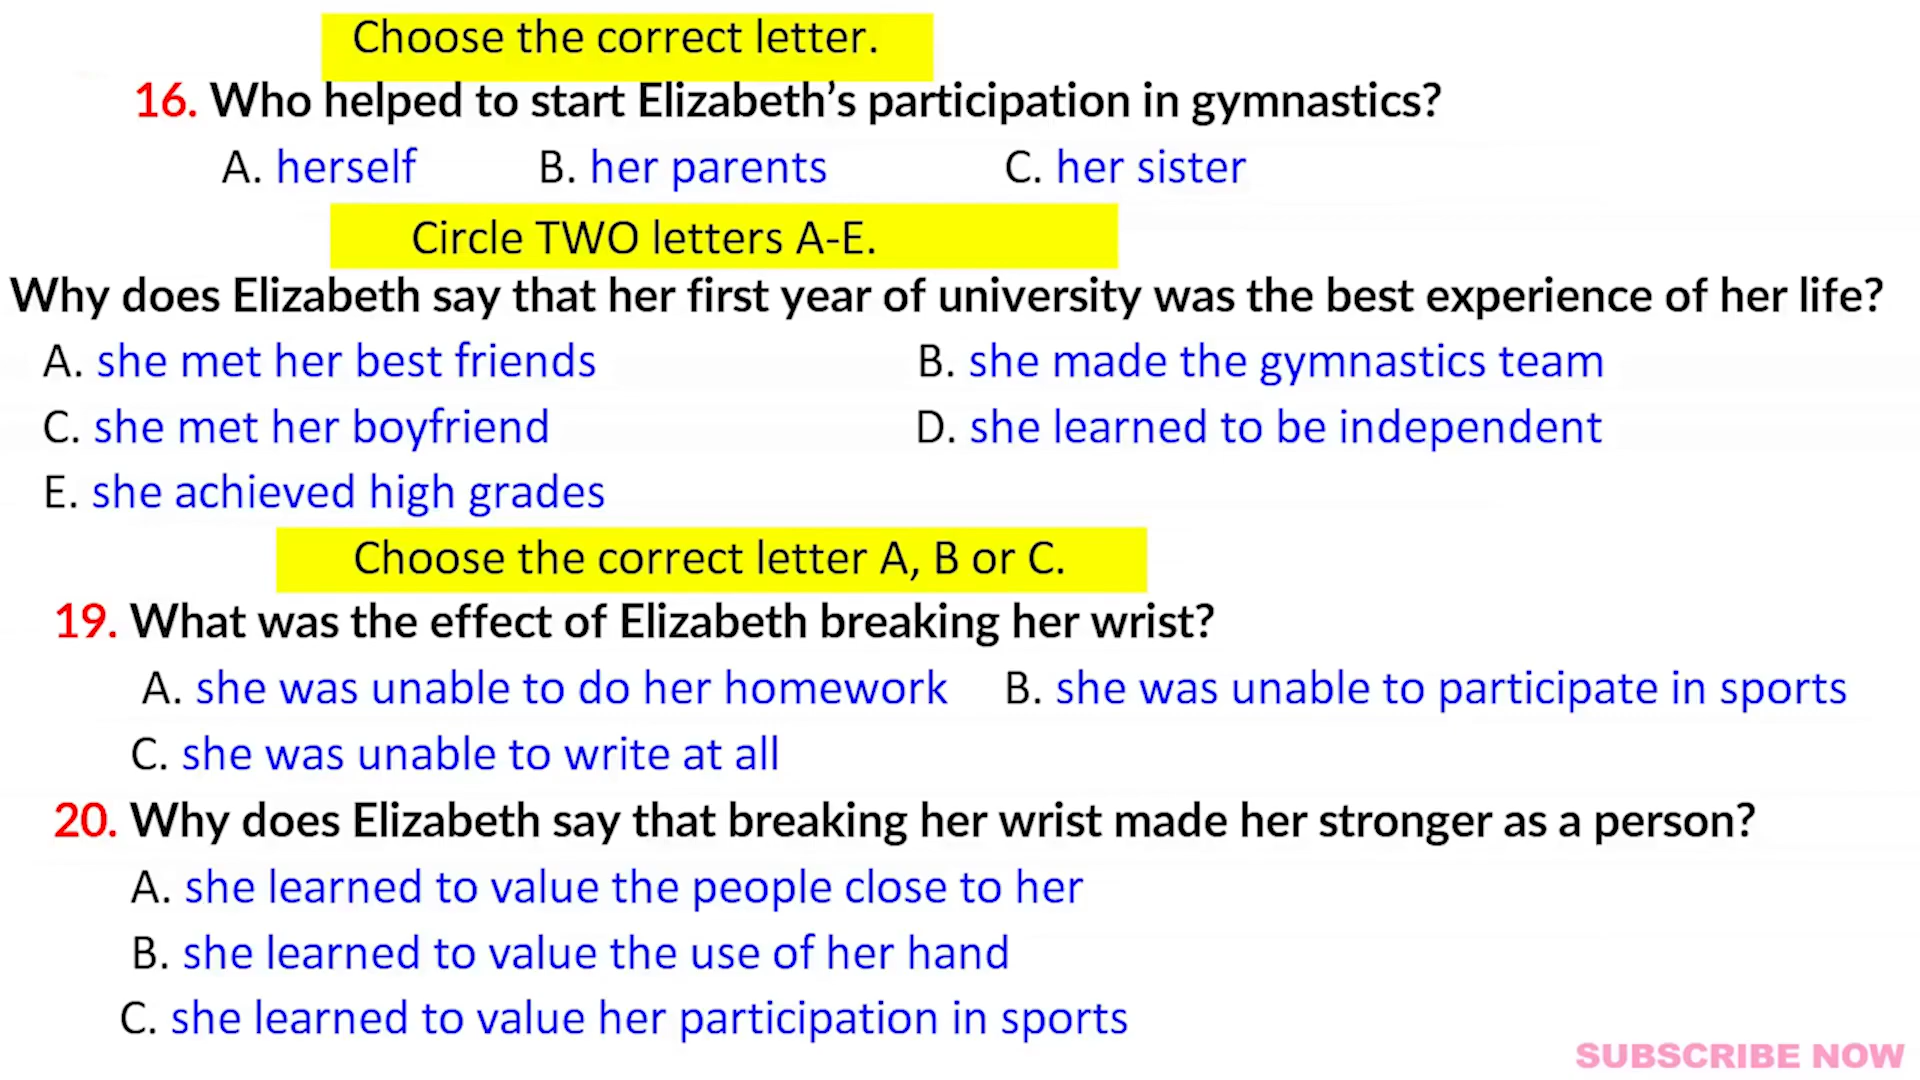 Choose the correct letter.
16. Who helped to start Elizabeth’s participation in gymnastics?
A. herself B. her parents C. her sister
Circle TWO letters A-E.
Why does Elizabeth say that her first year of university was the best experience of her life?
A. she met her best friends B. she made the gymnastics team
C. she met her boyfriend D. she learned to be independent
E. she achieved high grades
Choose the correct letter A, B or C.
19. What was the effect of Elizabeth breaking her wrist?
A. she was unable to do her homework B. she was unable to participate in sports
C. she was unable to write at all
20. Why does Elizabeth say that breaking her wrist made her stronger as a person?
A. she learned to value the people close to her
B. she learned to value the use of her hand
C. she learned to value her participation in sports
SUBSCRIBE NOW